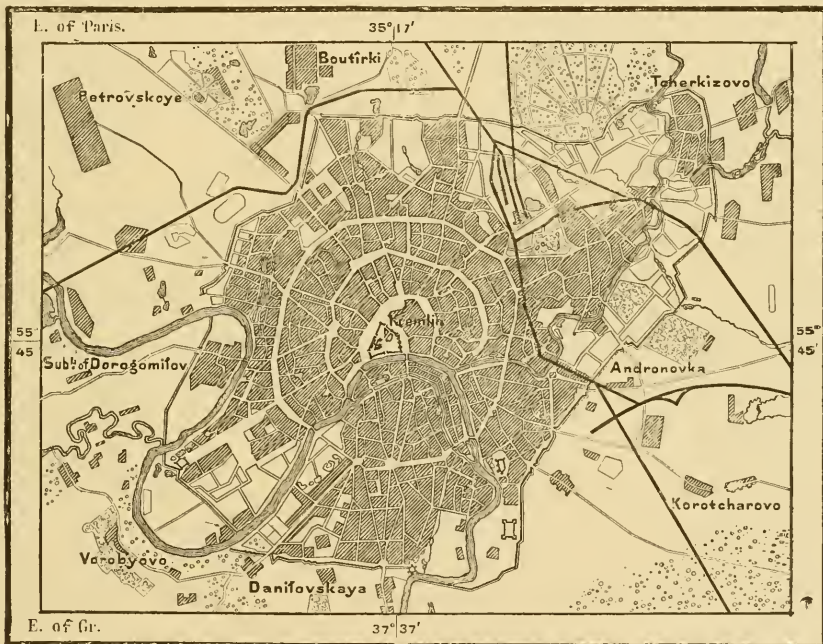 E. of Paris. 35° 17'
Boutîrki
Tcherkizovo
Petrovskoye
Kremlin
55° 45' 55° 45'
Subb. of Dorogomilov
Andronovka
Korotcharovo
Vorobyovo
Danilovskaya
E. of Gr. 37° 37'